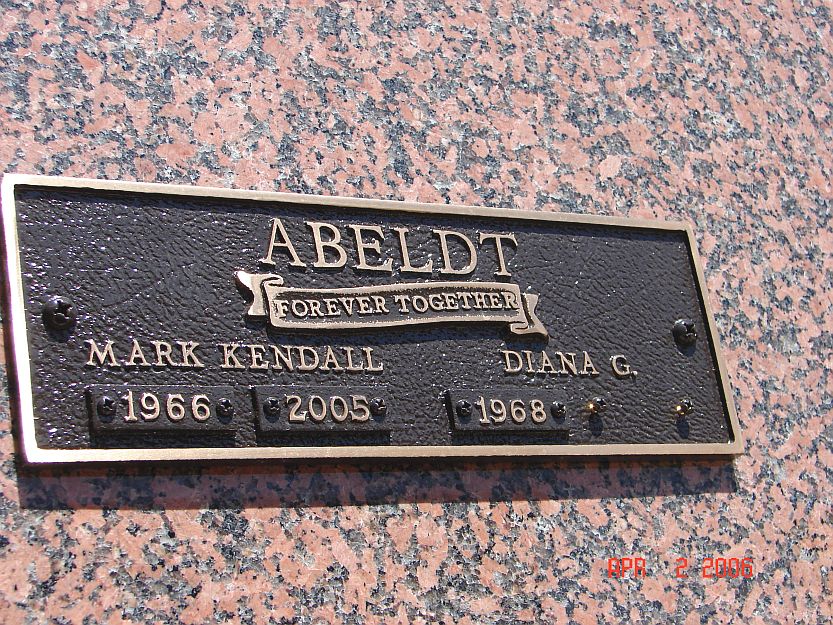 ABELDT
FOREVER TOGETHER
MARK KENDALL DIANA G.
1966 2005 1968
APR 2 2006